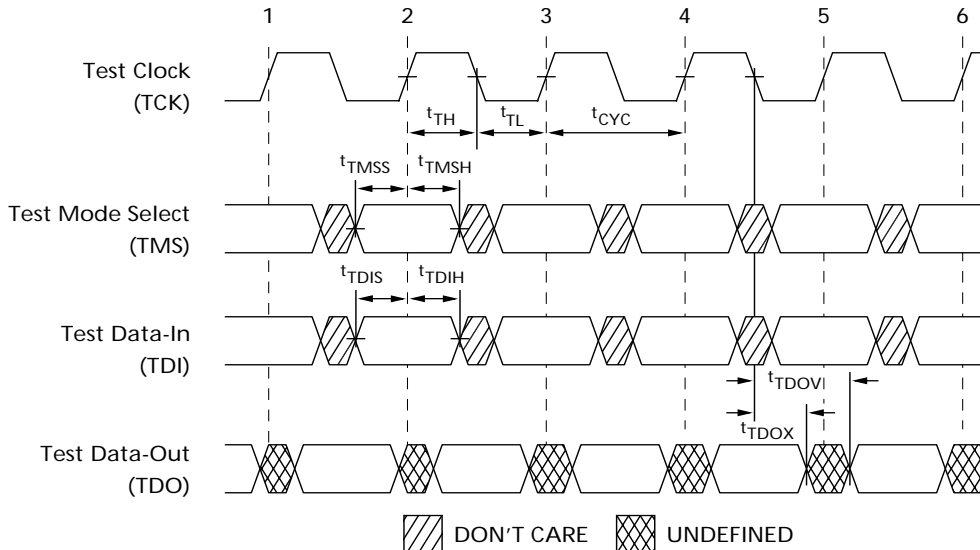 1 2 3 4 5 6
Test Clock
(TCK)
tTH tTL tCYC
tTMSS tTMSH
Test Mode Select
(TMS)
tTDIS tTDIH
Test Data-In
(TDI)
tTDOV
tTDOX
Test Data-Out
(TDO)
DON'T CARE UNDEFINED